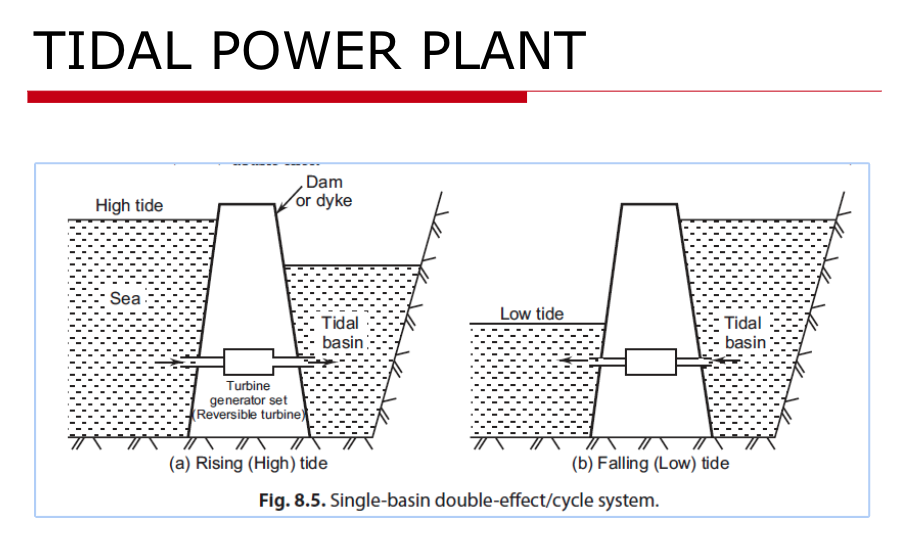 TIDAL POWER PLANT
High tide
Dam
or dyke
Sea
Tidal
basin
Turbine
generator set
(Reversible turbine)
(a) Rising (High) tide
Low tide
Tidal
basin
(b) Falling (Low) tide
Fig. 8.5. Single-basin double-effect/cycle system.